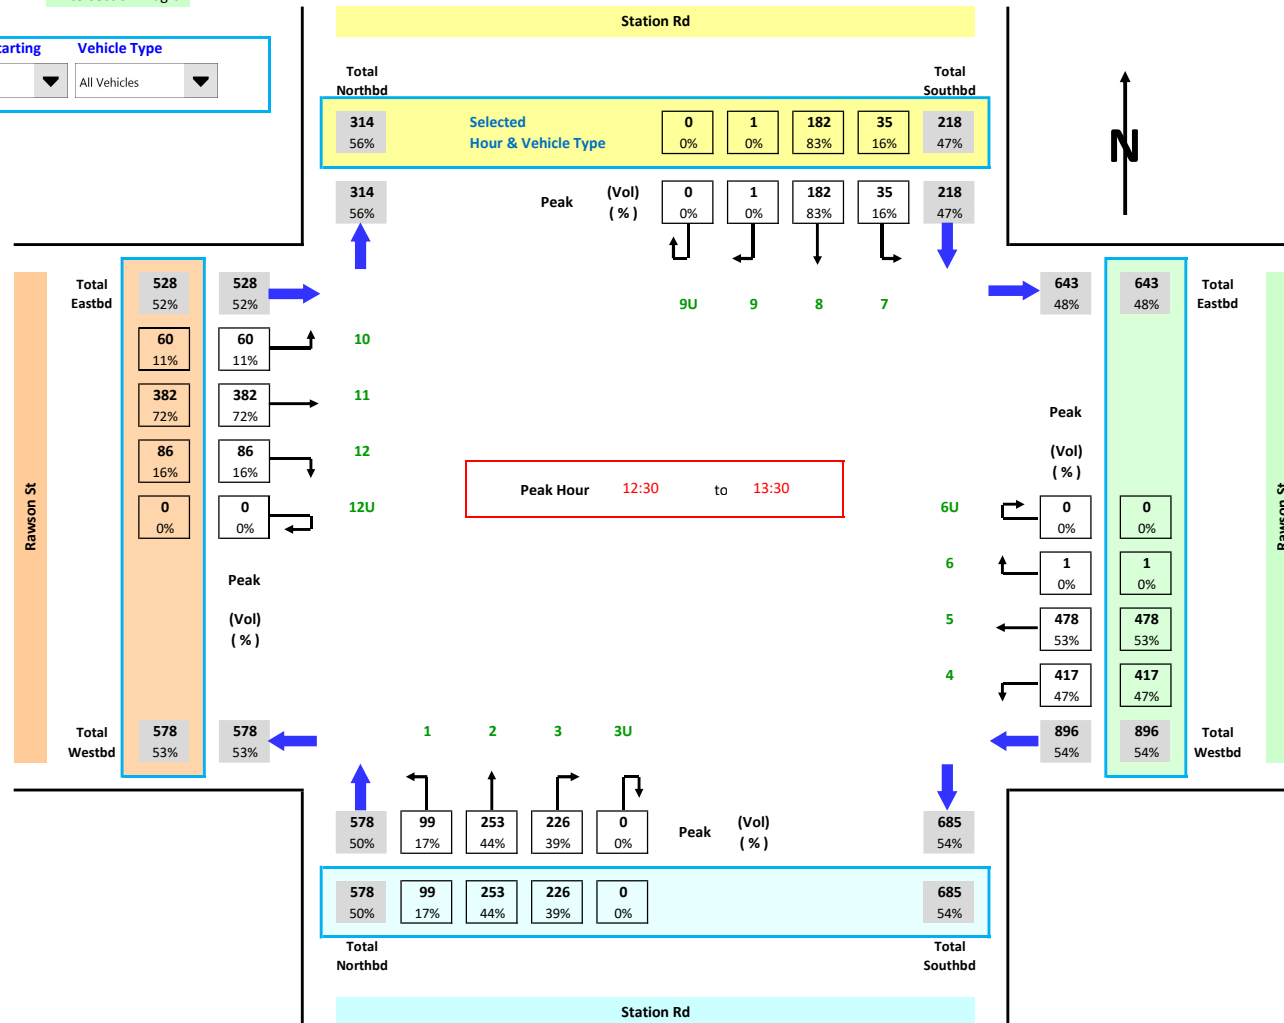 Station Rd
Vehicle Type
All Vehicles
Total
Northbd
Total
Southbd
314
56%
Selected
Hour & Vehicle Type
0
0%
1
0%
182
83%
35
16%
218
47%
314
56%
Peak
(Vol)
( % )
0
0%
1
0%
182
83%
35
16%
218
47%
N
Total
Eastbd
528
52%
528
52%
9U
9
8
7
643
48%
643
48%
Total
Eastbd
60
11%
60
11%
10
382
72%
382
72%
11
86
16%
86
16%
12
0
0%
0
0%
12U
Rawson St
Peak
(Vol)
( % )
Peak Hour 12:30 to 13:30
Peak
(Vol)
( % )
6U
0
0%
0
0%
6
1
0%
1
0%
5
478
53%
478
53%
4
417
47%
417
47%
Rawson St
Total
Westbd
578
53%
578
53%
1
2
3
3U
896
54%
896
54%
Total
Westbd
578
50%
99
17%
253
44%
226
39%
0
0%
Peak
(Vol)
( % )
685
54%
578
50%
99
17%
253
44%
226
39%
0
0%
685
54%
Total
Northbd
Total
Southbd
Station Rd